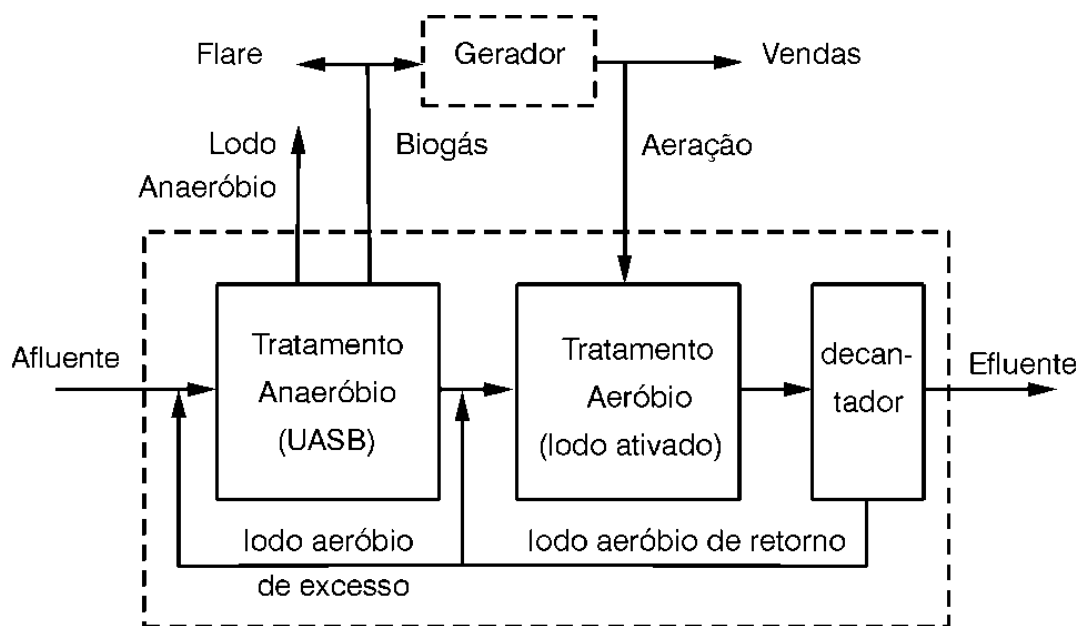 Flare
Gerador
Vendas
Lodo
Anaeróbio
Biogás
Aeração
Afluente
Tratamento
Anaeróbio
(UASB)
Tratamento
Aeróbio
(lodo ativado)
decan-
tador
Efluente
lodo aeróbio
de excesso
lodo aeróbio de retorno